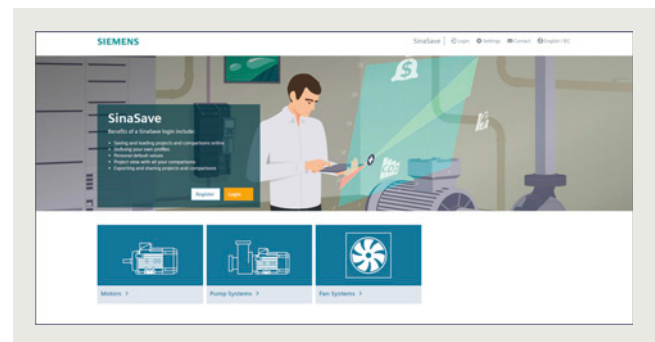 SIEMENS
SinaSave Login Settings Contact English / IEC
$
SinaSave
Benefits of a SinaSave login include:
• Saving and loading projects and comparisons online
• Defining your own profiles
• Personal default values
• Project view with all your comparisons
• Exporting and sharing projects and comparisons
Register Login
CO2
Motors >
Pump Systems >
Fan Systems >